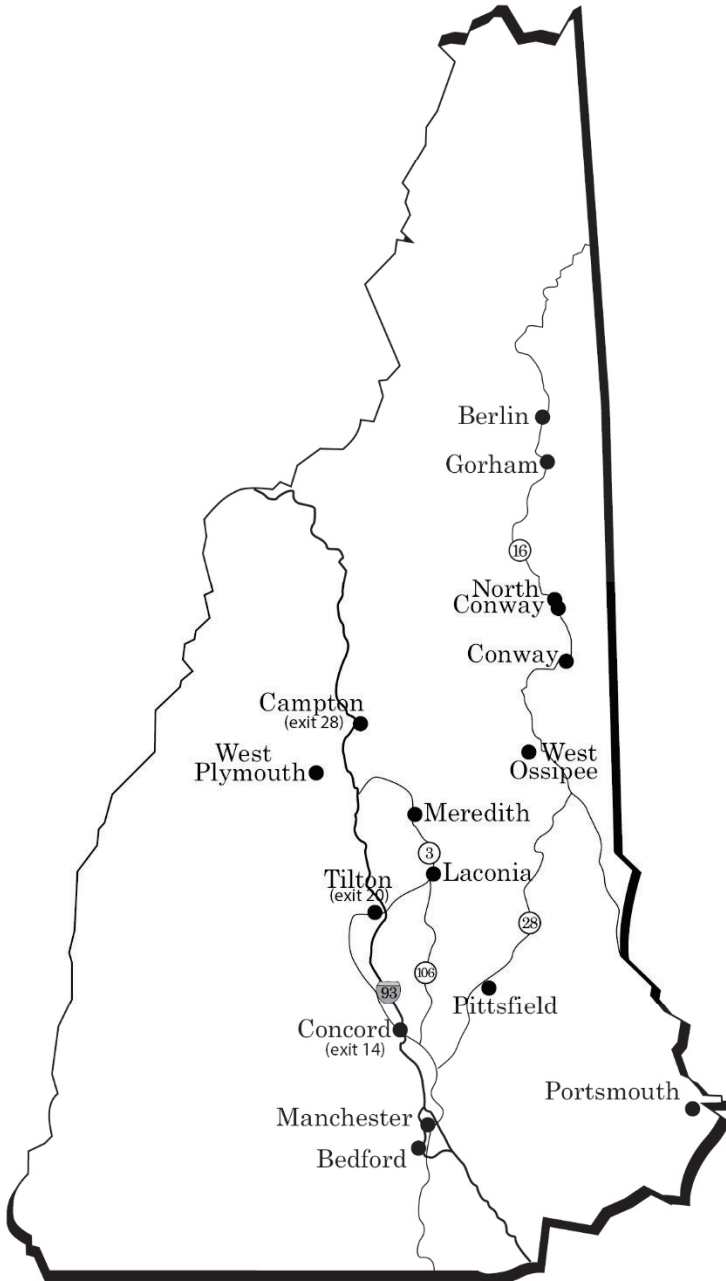 Berlin
Gorham
16
North
Conway
Conway
Campton
(exit 28)
West
Plymouth
West
Ossipee
Meredith
3
Laconia
Tilton
(exit 20)
28
106
93
Pittsfield
Concord
(exit 14)
Portsmouth
Manchester
Bedford